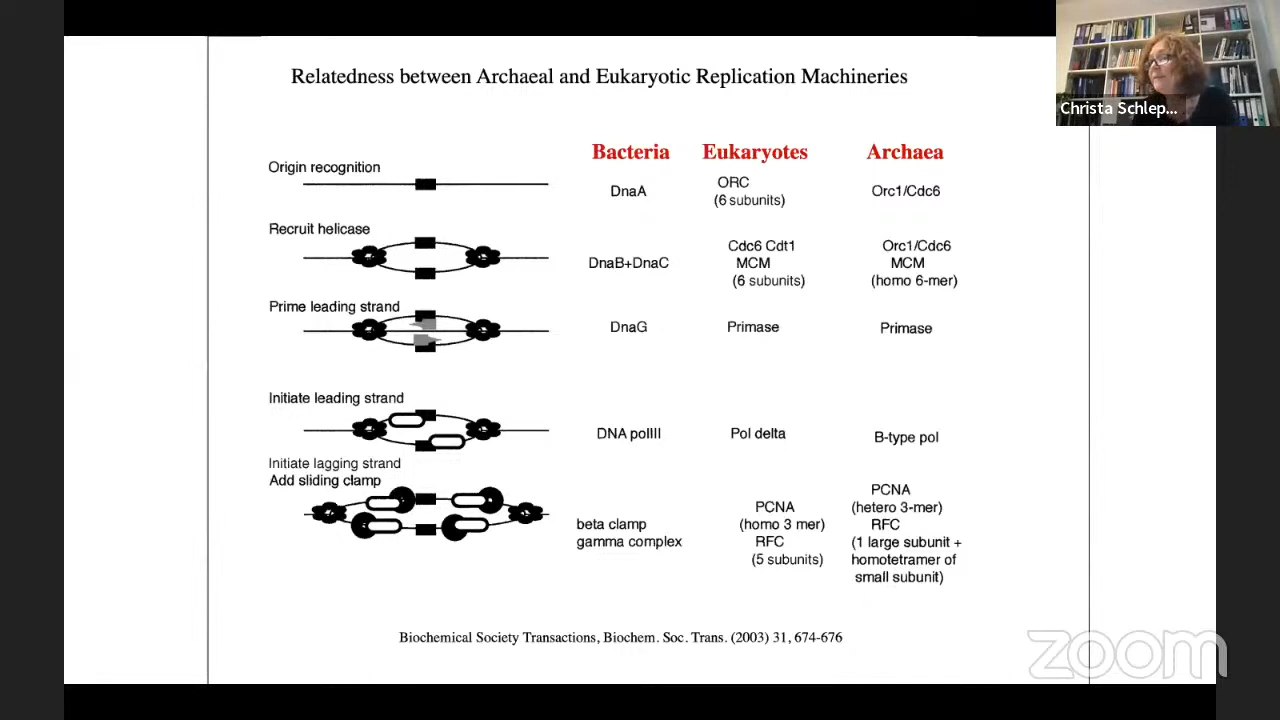 Relatedness between Archaeal and Eukaryotic Replication Machineries
Christa Schlep...
Bacteria Eukaryotes Archaea
Origin recognition
DnaA
ORC
(6 subunits)
Orc1/Cdc6
Recruit helicase
DnaB+DnaC
Cdc6 Cdt1
MCM
(6 subunits)
Orc1/Cdc6
MCM
(homo 6-mer)
Prime leading strand
DnaG
Primase
Primase
Initiate leading strand
DNA polIII
Pol delta
B-type pol
Initiate lagging strand
Add sliding clamp
beta clamp
gamma complex
PCNA
(homo 3 mer)
RFC
(5 subunits)
PCNA
(hetero 3-mer)
RFC
(1 large subunit +
homotetramer of
small subunit)
Biochemical Society Transactions, Biochem. Soc. Trans. (2003) 31, 674-676
zoom